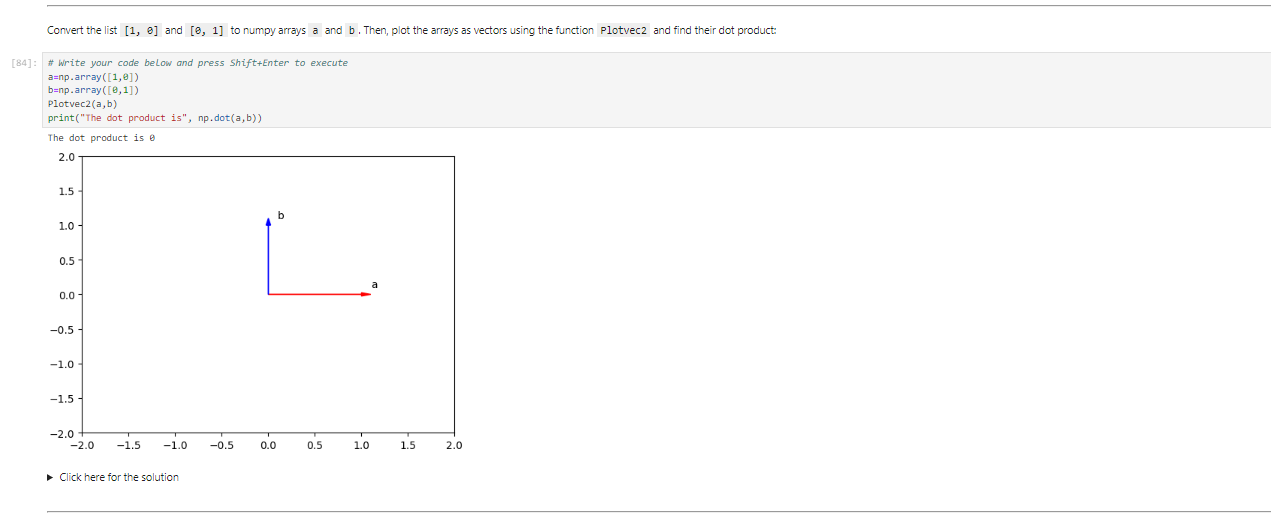 Convert the list [1, 0] and [0, 1] to numpy arrays a and b. Then, plot the arrays as vectors using the function Plotvec2 and find their dot product:
[84]: # Write your code below and press Shift+Enter to execute
a=np.array([1,0])
b=np.array([0,1])
Plotvec2(a,b)
print("The dot product is", np.dot(a,b))
The dot product is 0
2.0
1.5
b
1.0
0.5
a
0.0
−0.5
−1.0
−1.5
−2.0
−2.0 −1.5 −1.0 −0.5 0.0 0.5 1.0 1.5 2.0
▶ Click here for the solution